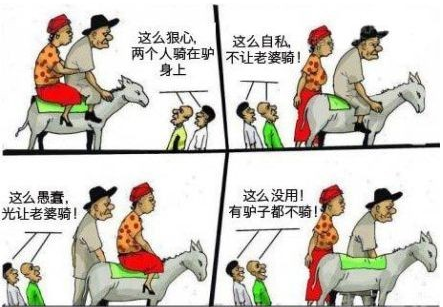 这么狠心，
两个人骑在驴
身上
这么自私，
不让老婆骑！
这么愚蠢，
光让老婆骑！
这么没用！
有驴子都不骑！